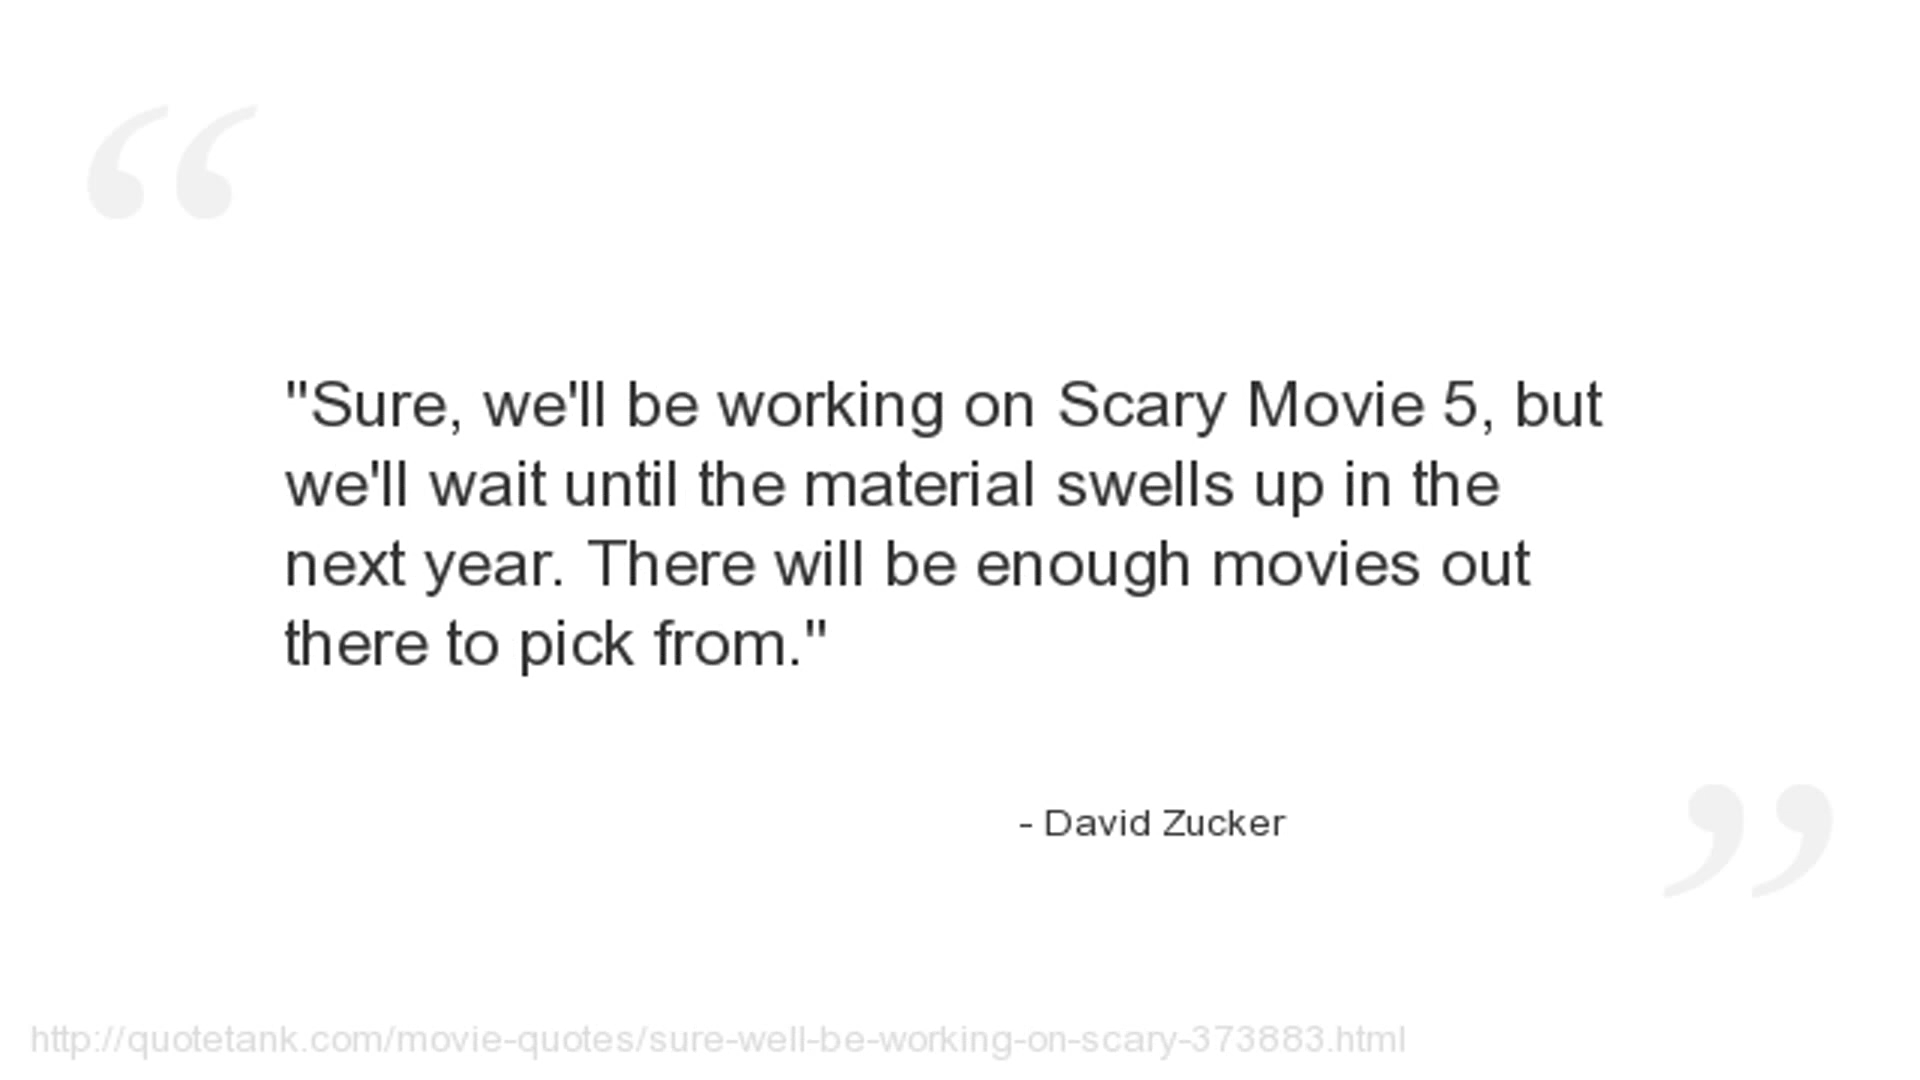 "Sure, we'll be working on Scary Movie 5, but
we'll wait until the material swells up in the
next year. There will be enough movies out
there to pick from."
- David Zucker
http://quotetank.com/movie-quotes/sure-well-be-working-on-scary-373883.html